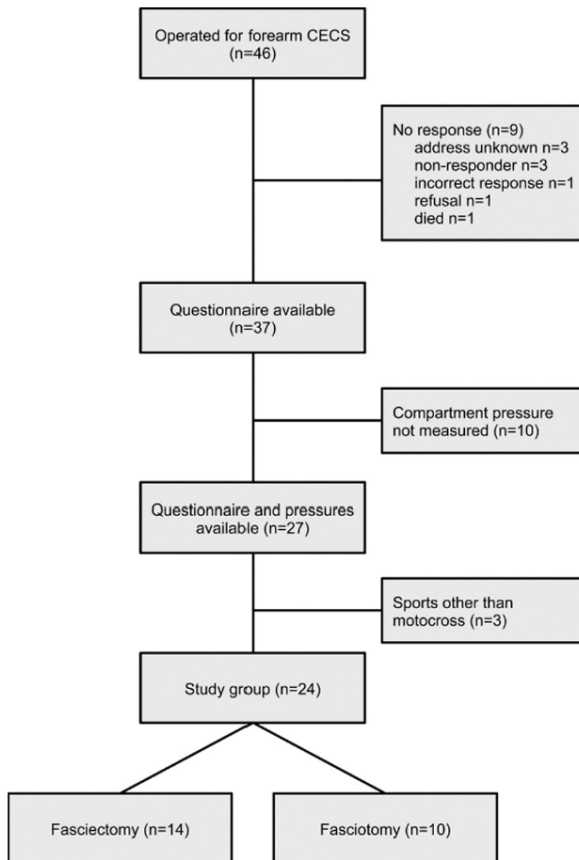 Operated for forearm CECS
(n=46)
No response (n=9)
address unknown n=3
non-responder n=3
incorrect response n=1
refusal n=1
died n=1
Questionnaire available
(n=37)
Compartment pressure
not measured (n=10)
Questionnaire and pressures
available (n=27)
Sports other than
motocross (n=3)
Study group (n=24)
Fasciectomy (n=14)
Fasciotomy (n=10)